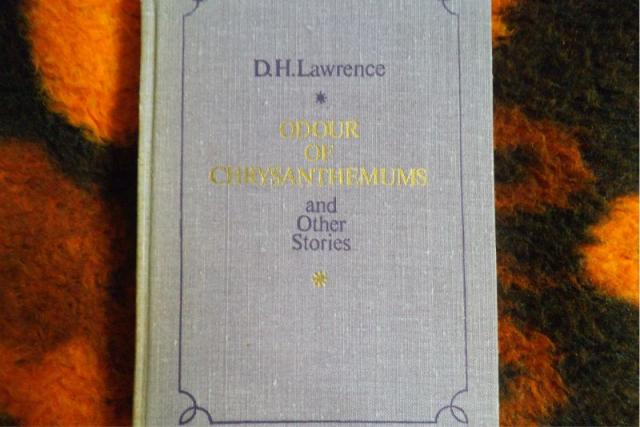 D.H.Lawrence
ODOUR
OF
CHRYSANTHEMUMS
and
Other
Stories